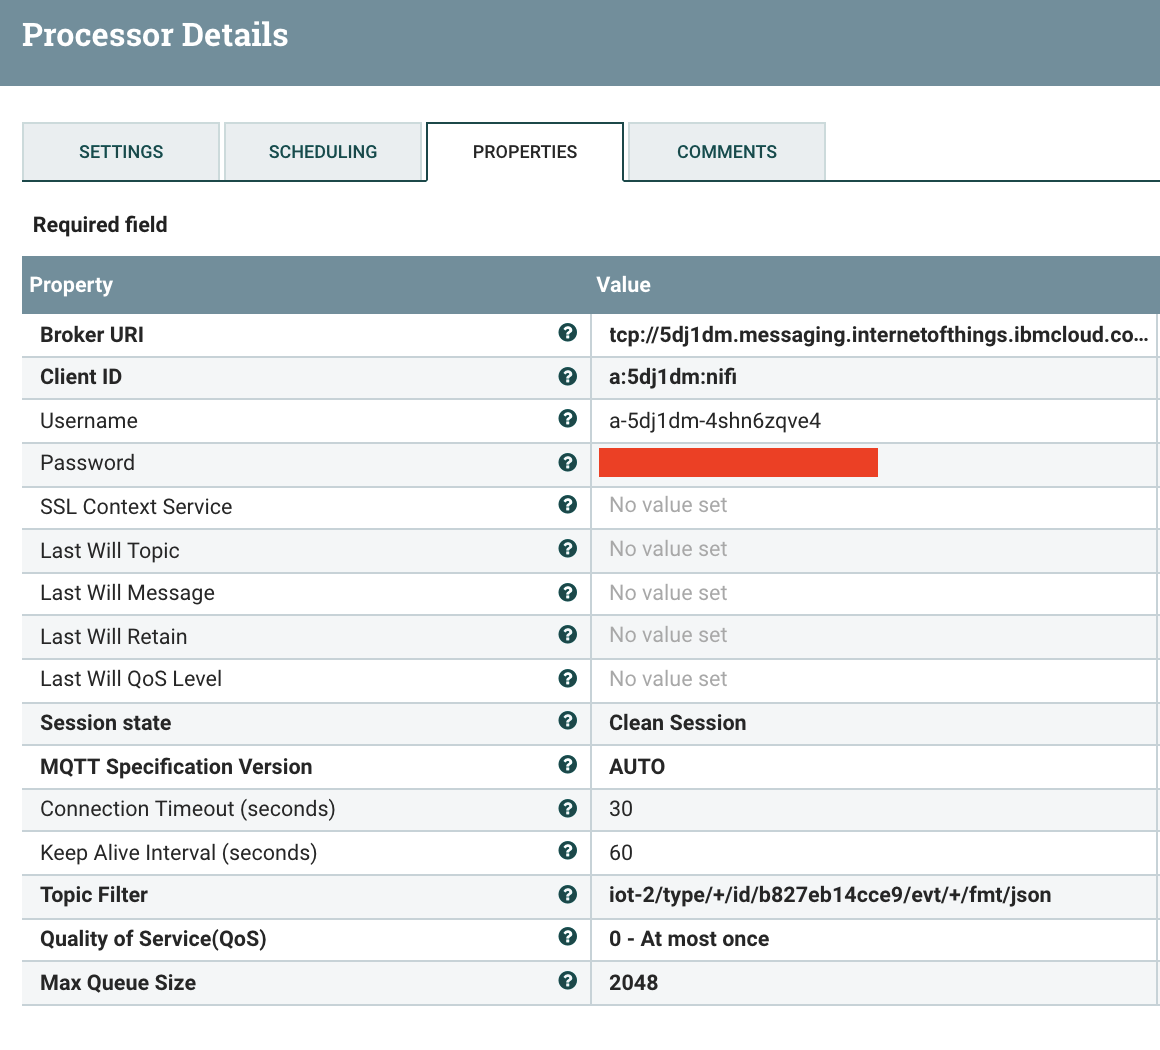 Processor Details
SETTINGS SCHEDULING PROPERTIES COMMENTS
Required field
Property Value
Broker URI ? tcp://5dj1dm.messaging.internetofthings.ibmcloud.co...
Client ID ? a:5dj1dm:nifi
Username ? a-5dj1dm-4shn6zqve4
Password ?
SSL Context Service ? No value set
Last Will Topic ? No value set
Last Will Message ? No value set
Last Will Retain ? No value set
Last Will QoS Level ? No value set
Session state ? Clean Session
MQTT Specification Version ? AUTO
Connection Timeout (seconds) ? 30
Keep Alive Interval (seconds) ? 60
Topic Filter ? iot-2/type/+/id/b827eb14cce9/evt/+/fmt/json
Quality of Service(QoS) ? 0 - At most once
Max Queue Size ? 2048